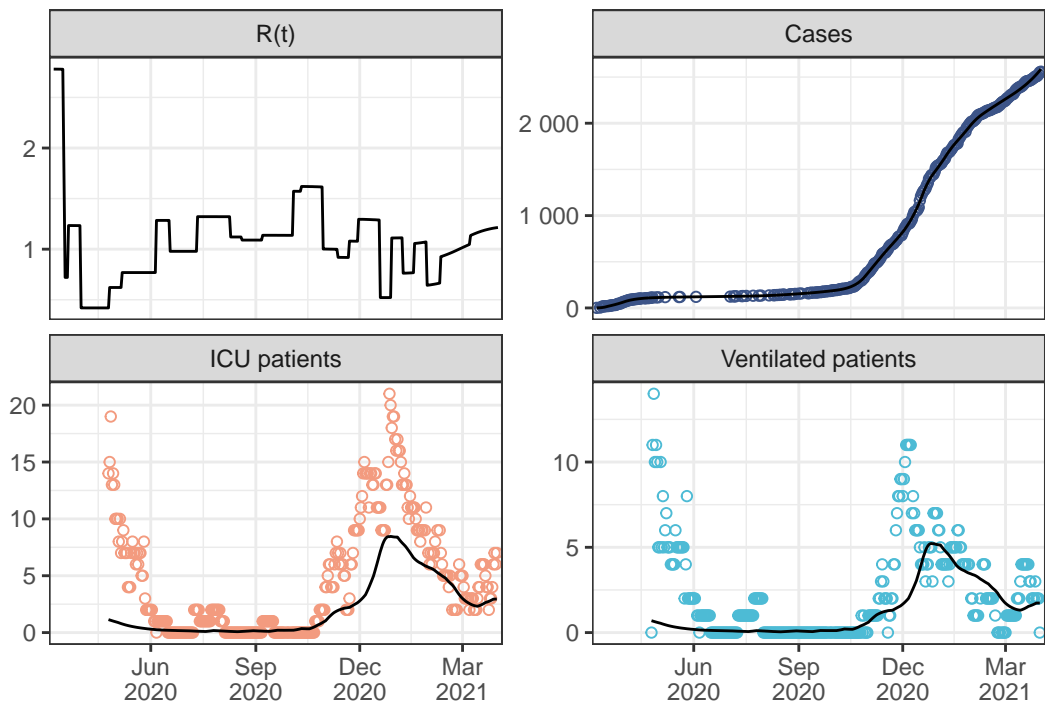 R(t)
Cases
2
1
2 000
1 000
0
ICU patients
Ventilated patients
20
15
10
5
0
10
5
0
Jun Sep Dec Mar
2020 2020 2020 2021
Jun Sep Dec Mar
2020 2020 2020 2021